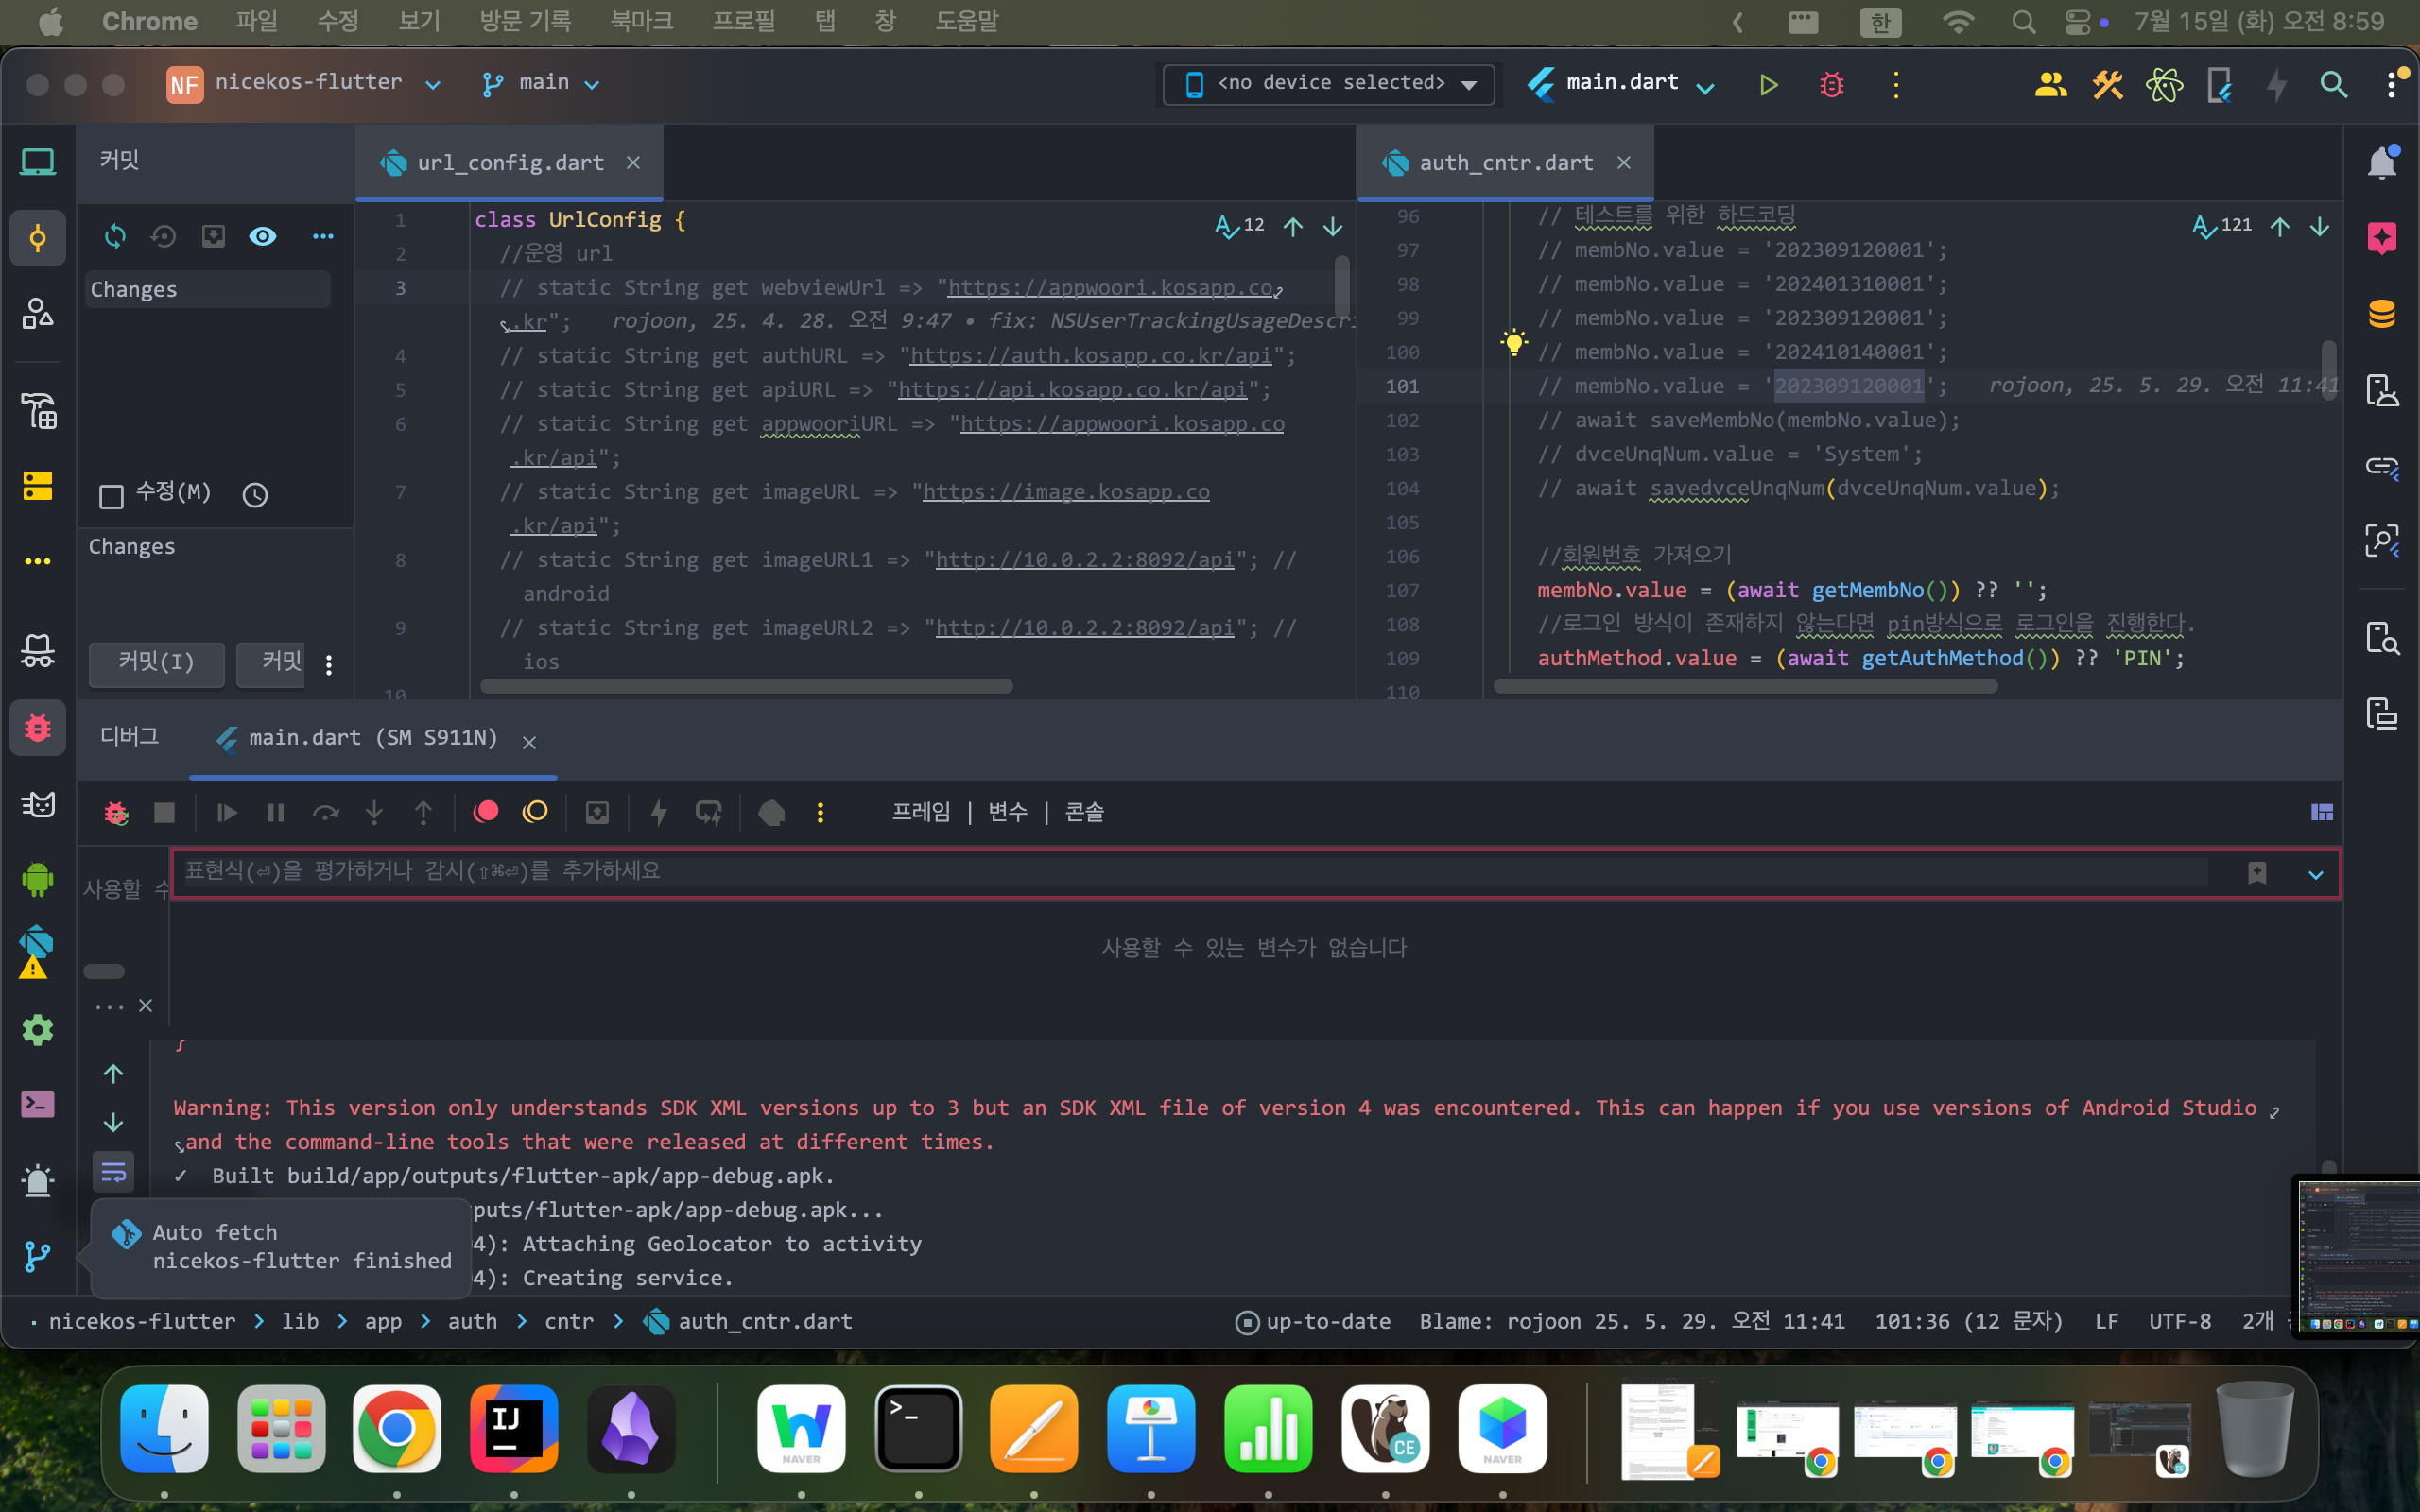 Chrome 파일 수정 보기 방문 기록 북마크 프로필 탭 창 도움말 한 7월 15일 (화) 오전 8:59
NF nicekos-flutter main <no device selected> main.dart
커밋
url_config.dart
auth_cntr.dart
Changes
수정(M)
Changes
커밋(I) 커밋
12
1 class UrlConfig {
2 //운영 url
3 // static String get webviewUrl => "https://appwoori.kosapp.co
.kr"; rojoon, 25. 4. 28. 오전 9:47 • fix: NSUserTrackingUsageDescri
4 // static String get authURL => "https://auth.kosapp.co.kr/api";
5 // static String get apiURL => "https://api.kosapp.co.kr/api";
6 // static String get appwooriURL => "https://appwoori.kosapp.co
.kr/api";
7 // static String get imageURL => "https://image.kosapp.co
.kr/api";
8 // static String get imageURL1 => "http://10.0.2.2:8092/api"; //
android
9 // static String get imageURL2 => "http://10.0.2.2:8092/api"; //
ios
10
121
96 // 테스트를 위한 하드코딩
97 // membNo.value = '202309120001';
98 // membNo.value = '202401310001';
99 // membNo.value = '202309120001';
100 // membNo.value = '202410140001';
101 // membNo.value = '202309120001'; rojoon, 25. 5. 29. 오전 11:41
102 // await saveMembNo(membNo.value);
103 // dvceUnqNum.value = 'System';
104 // await savedvceUnqNum(dvceUnqNum.value);
105
106 //회원번호 가져오기
107 membNo.value = (await getMembNo()) ?? '';
108 //로그인 방식이 존재하지 않는다면 pin방식으로 로그인을 진행한다.
109 authMethod.value = (await getAuthMethod()) ?? 'PIN';
110
디버그 main.dart (SM S911N)
프레임 | 변수 | 콘솔
사용할 수
표현식(⏎)을 평가하거나 감시(⇧⌘⏎)를 추가하세요
사용할 수 있는 변수가 없습니다
...
}
Warning: This version only understands SDK XML versions up to 3 but an SDK XML file of version 4 was encountered. This can happen if you use versions of Android Studio
and the command-line tools that were released at different times.
✓ Built build/app/outputs/flutter-apk/app-debug.apk.
puts/flutter-apk/app-debug.apk...
4): Attaching Geolocator to activity
4): Creating service.
Auto fetch
nicekos-flutter finished
nicekos-flutter > lib > app > auth > cntr > auth_cntr.dart
up-to-date Blame: rojoon 25. 5. 29. 오전 11:41 101:36 (12 문자) LF UTF-8 2개
IJ
NAVER
>_
CE
NAVER